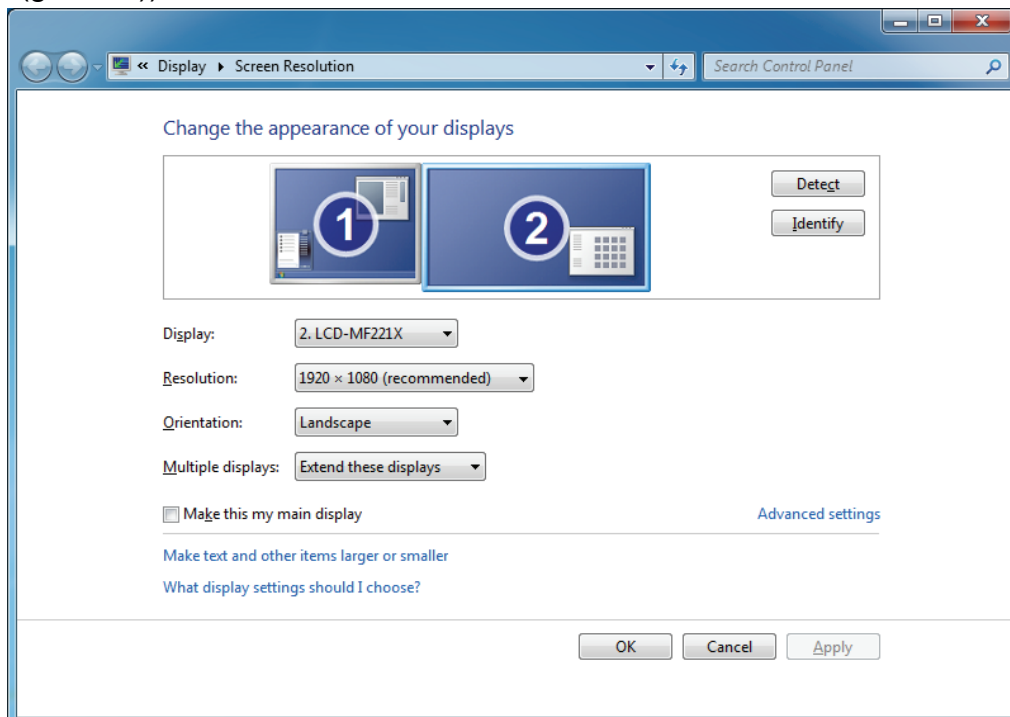 « Display ▸ Screen Resolution Search Control Panel
Change the appearance of your displays
1 2
Detect
Identify
Display: 2. LCD-MF221X
Resolution: 1920 × 1080 (recommended)
Orientation: Landscape
Multiple displays: Extend these displays
Make this my main display Advanced settings
Make text and other items larger or smaller
What display settings should I choose?
OK Cancel Apply